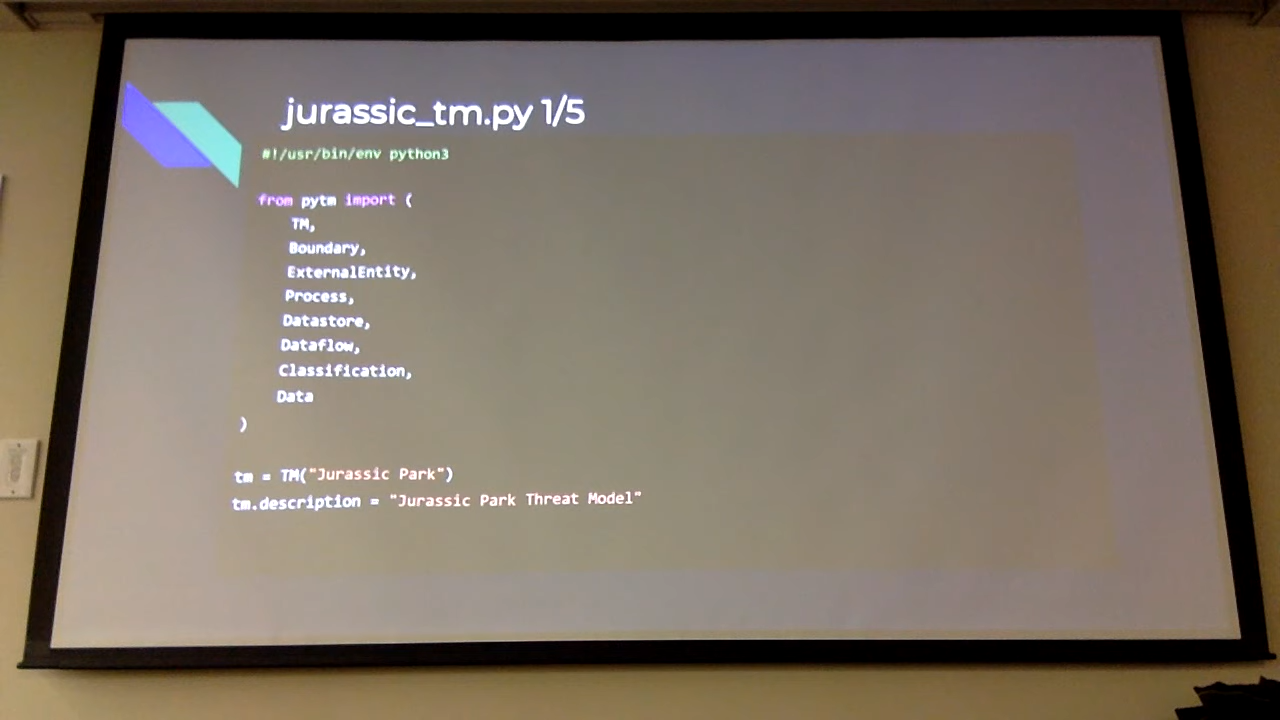 jurassic_tm.py 1/5
#!/usr/bin/env python3
from pytm import (
TM,
Boundary,
ExternalEntity,
Process,
Datastore,
Dataflow,
Classification,
Data
)
tm = TM("Jurassic Park")
tm.description = "Jurassic Park Threat Model"